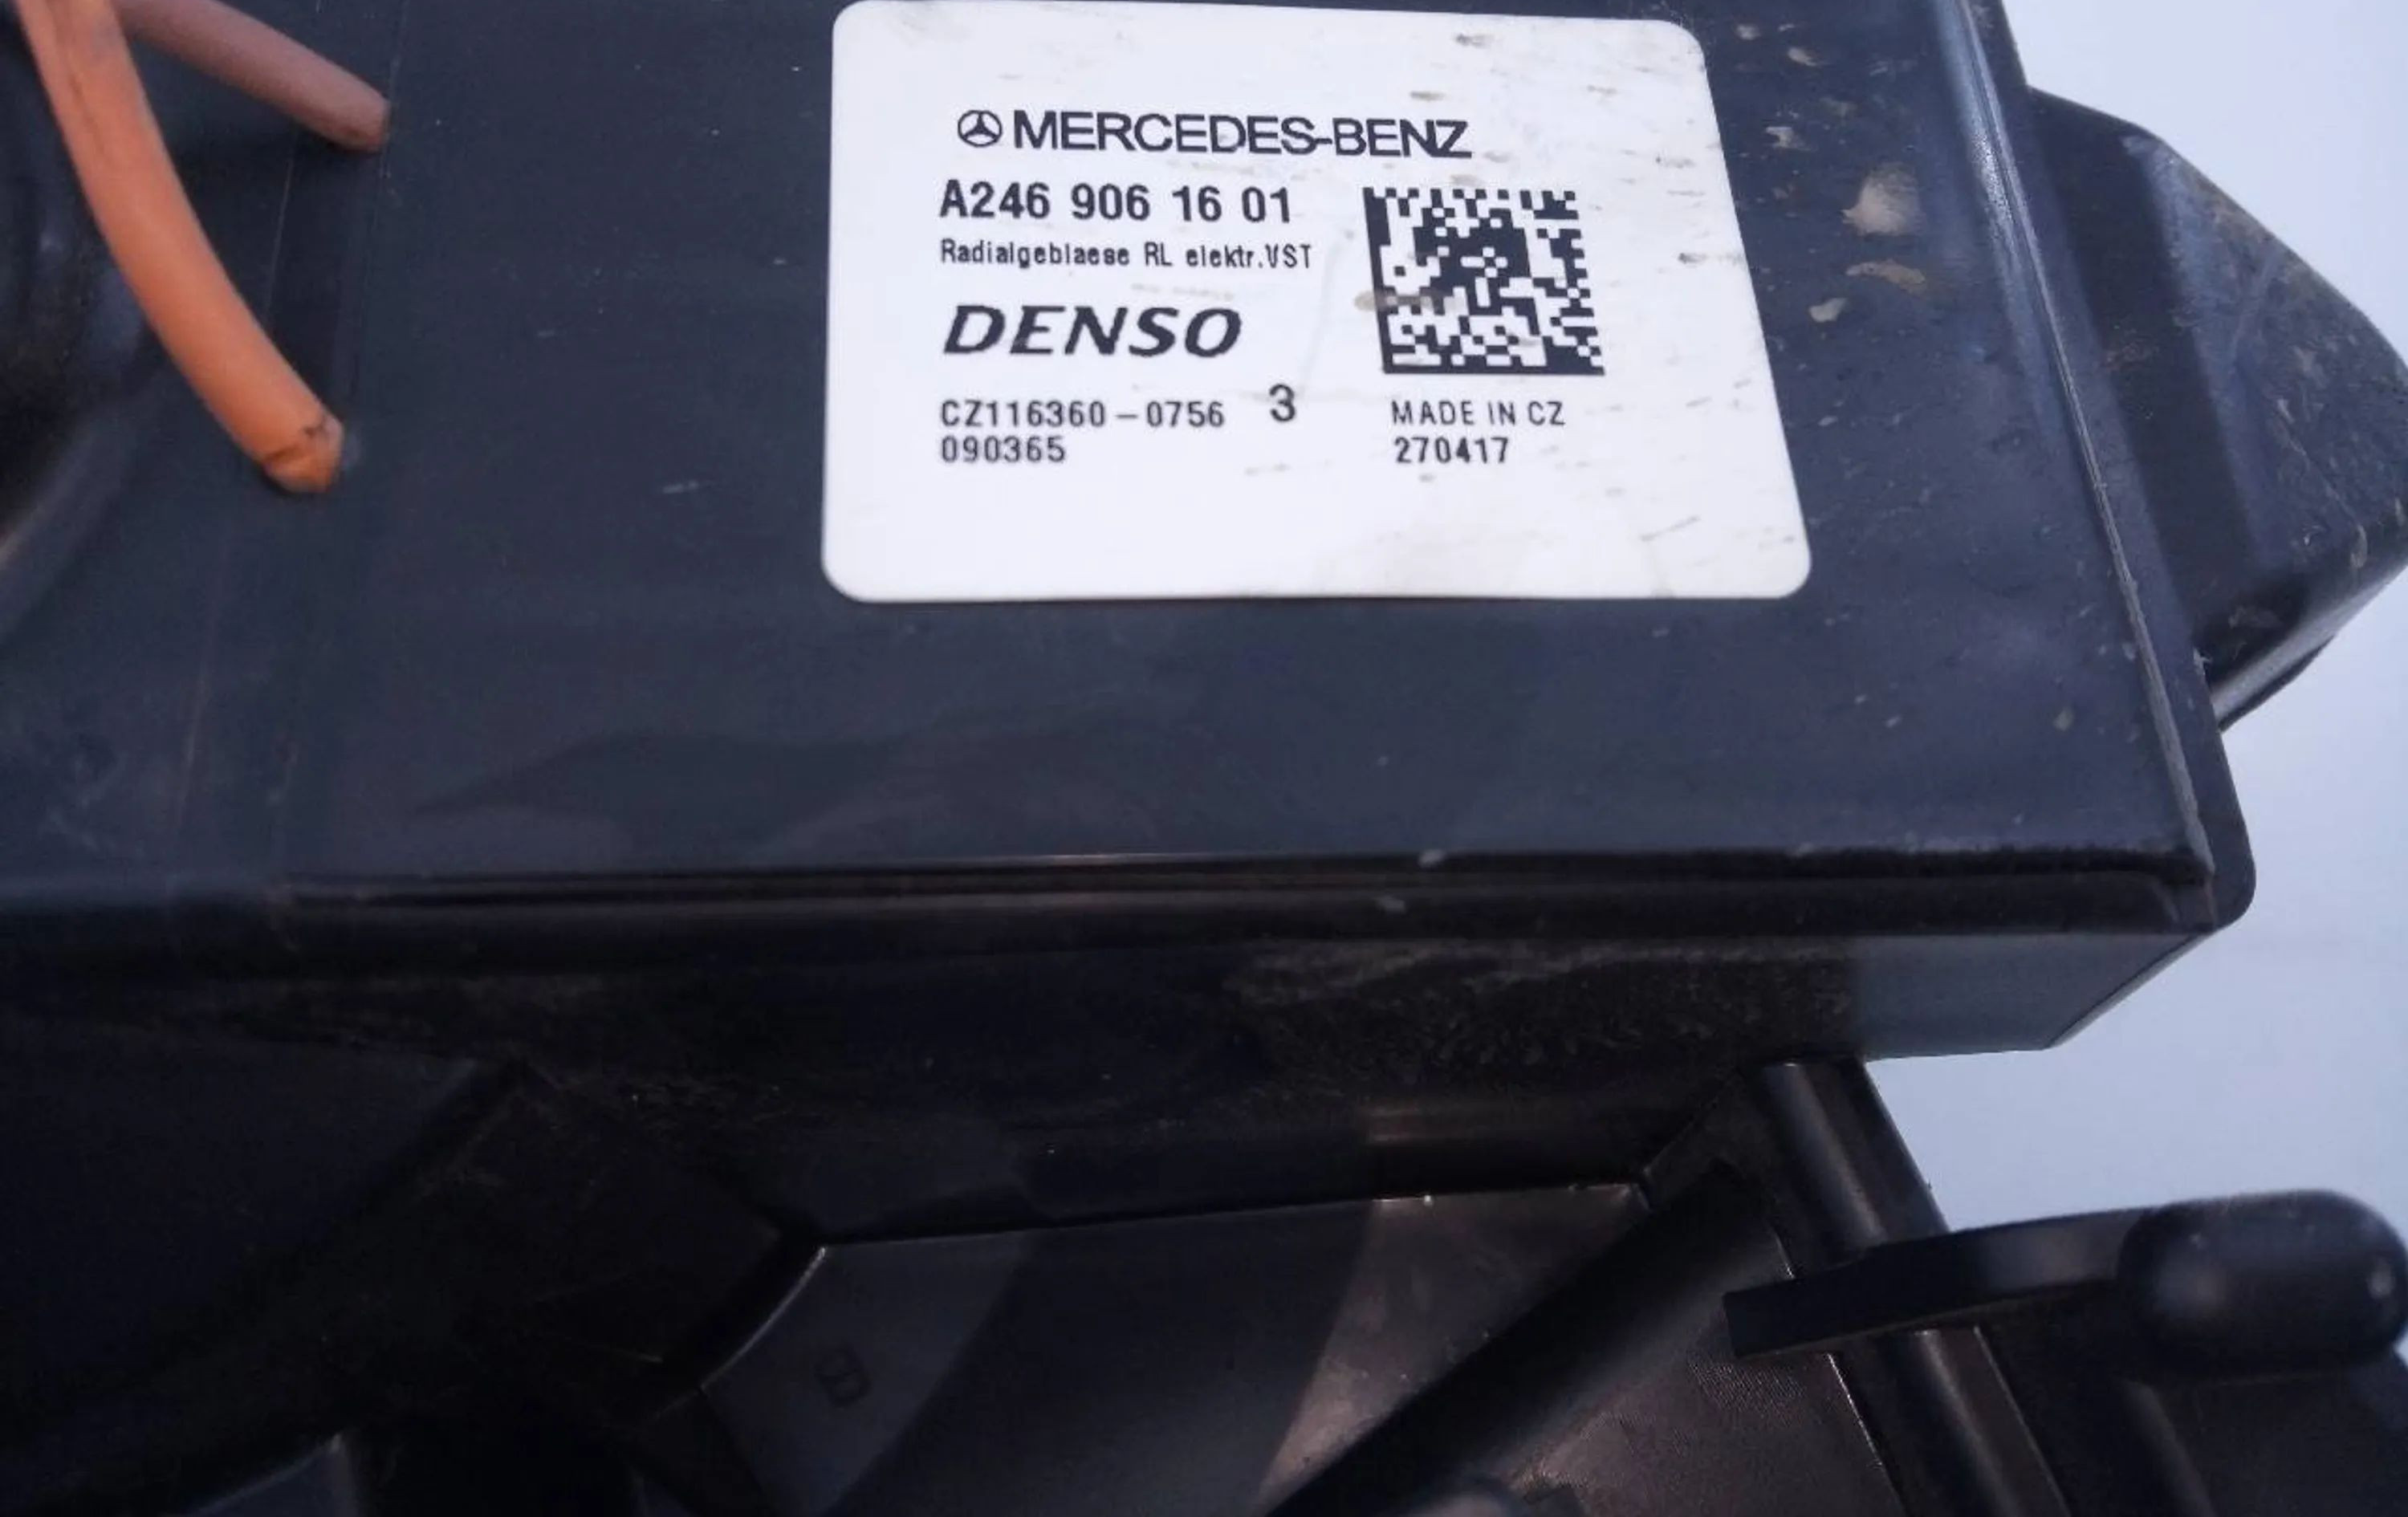 MERCEDES-BENZ
A246 906 16 01
Radialgeblaese RL elektr.VST
DENSO
CZ116360-0756 3 MADE IN CZ
090365 270417